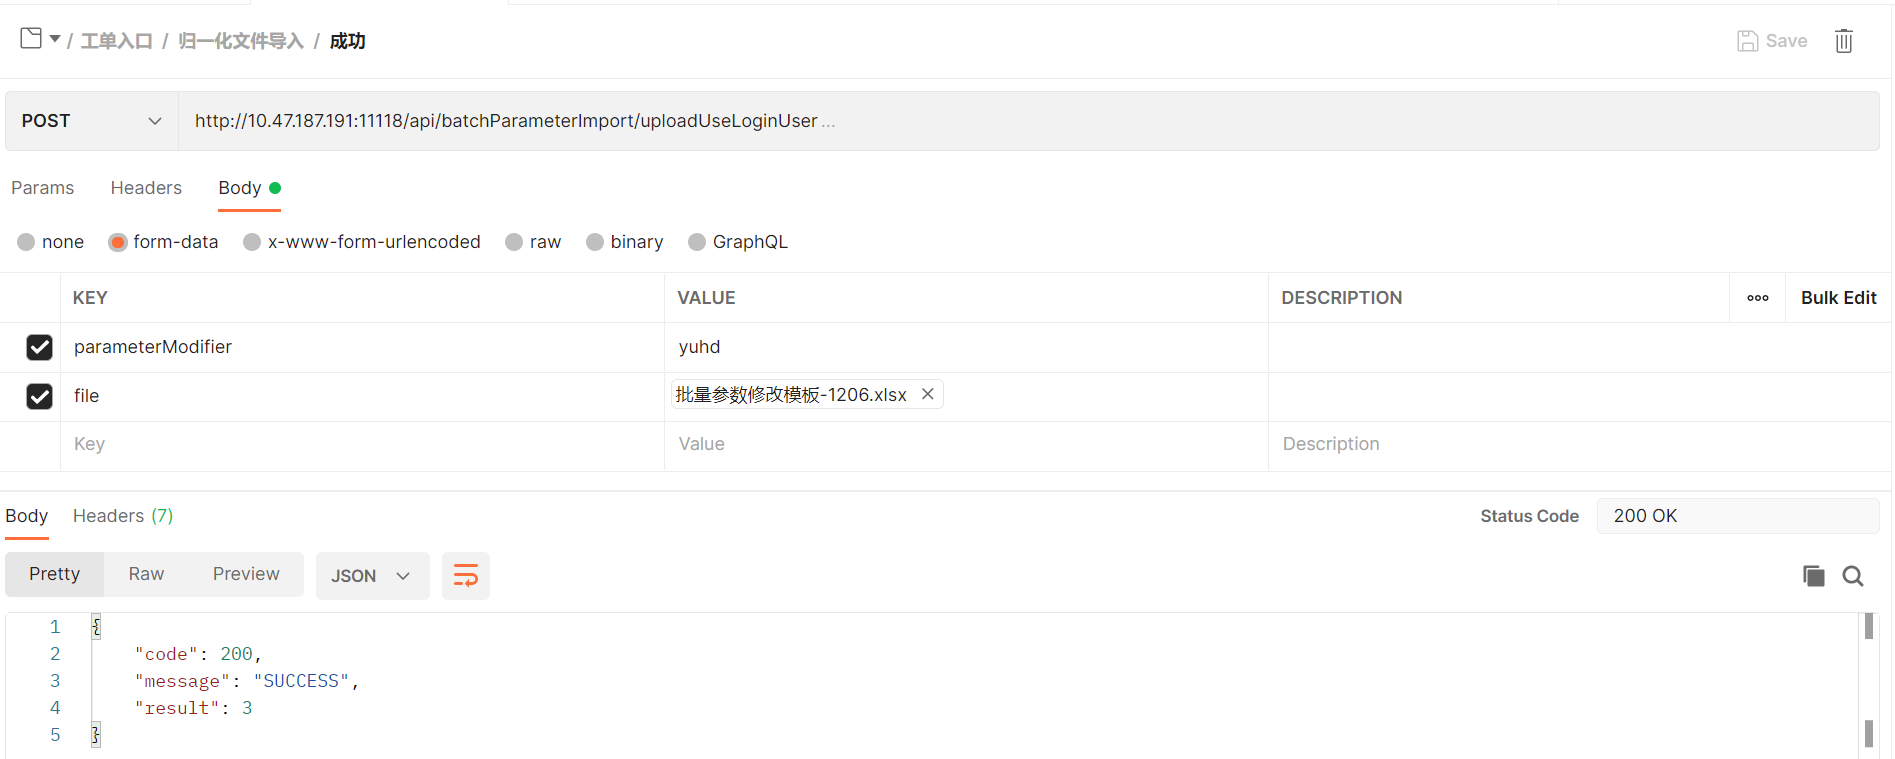 / 工单入口 / 归一化文件导入 / 成功
Save
POST
http://10.47.187.191:11118/api/batchParameterImport/uploadUseLoginUser ...
Params Headers Body
none form-data x-www-form-urlencoded raw binary GraphQL
KEY VALUE DESCRIPTION ooo Bulk Edit
parameterModifier yuhd
file 批量参数修改模板-1206.xlsx
Key Value Description
Body Headers (7) Status Code 200 OK
Pretty Raw Preview JSON
1 {
2 "code": 200,
3 "message": "SUCCESS",
4 "result": 3
5 }